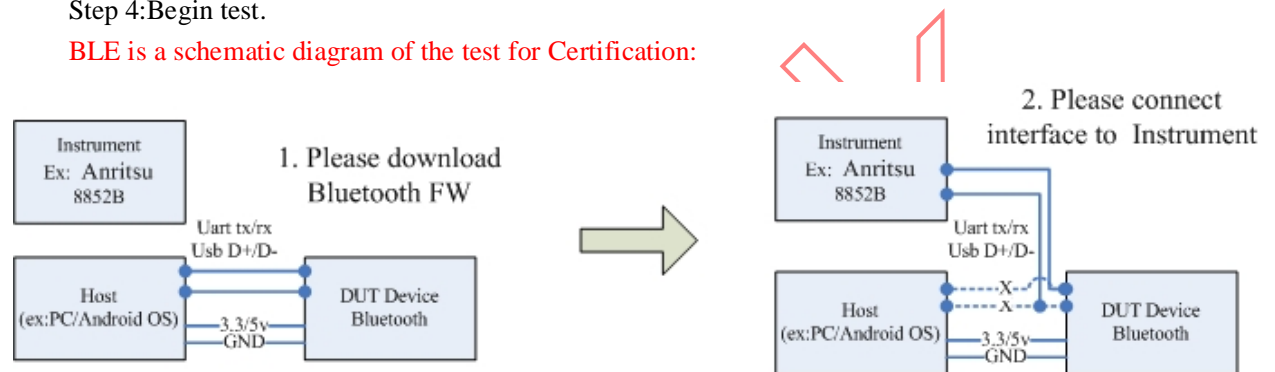 Step 4:Begin test.
BLE is a schematic diagram of the test for Certification:
Instrument
Ex: Anritsu
8852B
1. Please download
Bluetooth FW
Uart tx/rx
Usb D+/D-
Host
(ex:PC/Android OS)
3.3/5v
GND
DUT Device
Bluetooth
2. Please connect
interface to Instrument
Instrument
Ex: Anritsu
8852B
Uart tx/rx
Usb D+/D-
X
X
Host
(ex:PC/Android OS)
3.3/5v
GND
DUT Device
Bluetooth